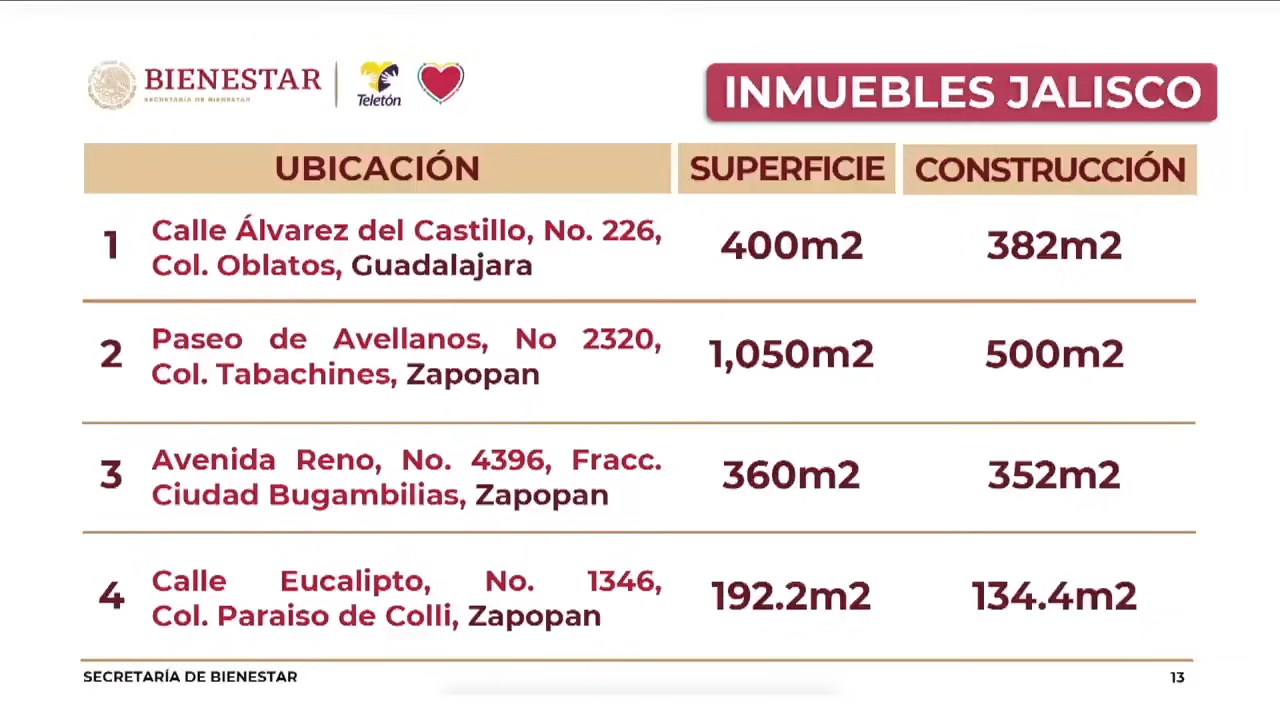 BIENESTAR
SECRETARÍA DE BIENESTAR
Teletón
INMUEBLES JALISCO
UBICACIÓN SUPERFICIE CONSTRUCCIÓN
1 Calle Álvarez del Castillo, No. 226,
Col. Oblatos, Guadalajara
400m2 382m2
2 Paseo de Avellanos, No 2320,
Col. Tabachines, Zapopan
1,050m2 500m2
3 Avenida Reno, No. 4396, Fracc.
Ciudad Bugambilias, Zapopan
360m2 352m2
4 Calle Eucalipto, No. 1346,
Col. Paraiso de Colli, Zapopan
192.2m2 134.4m2
SECRETARÍA DE BIENESTAR 13